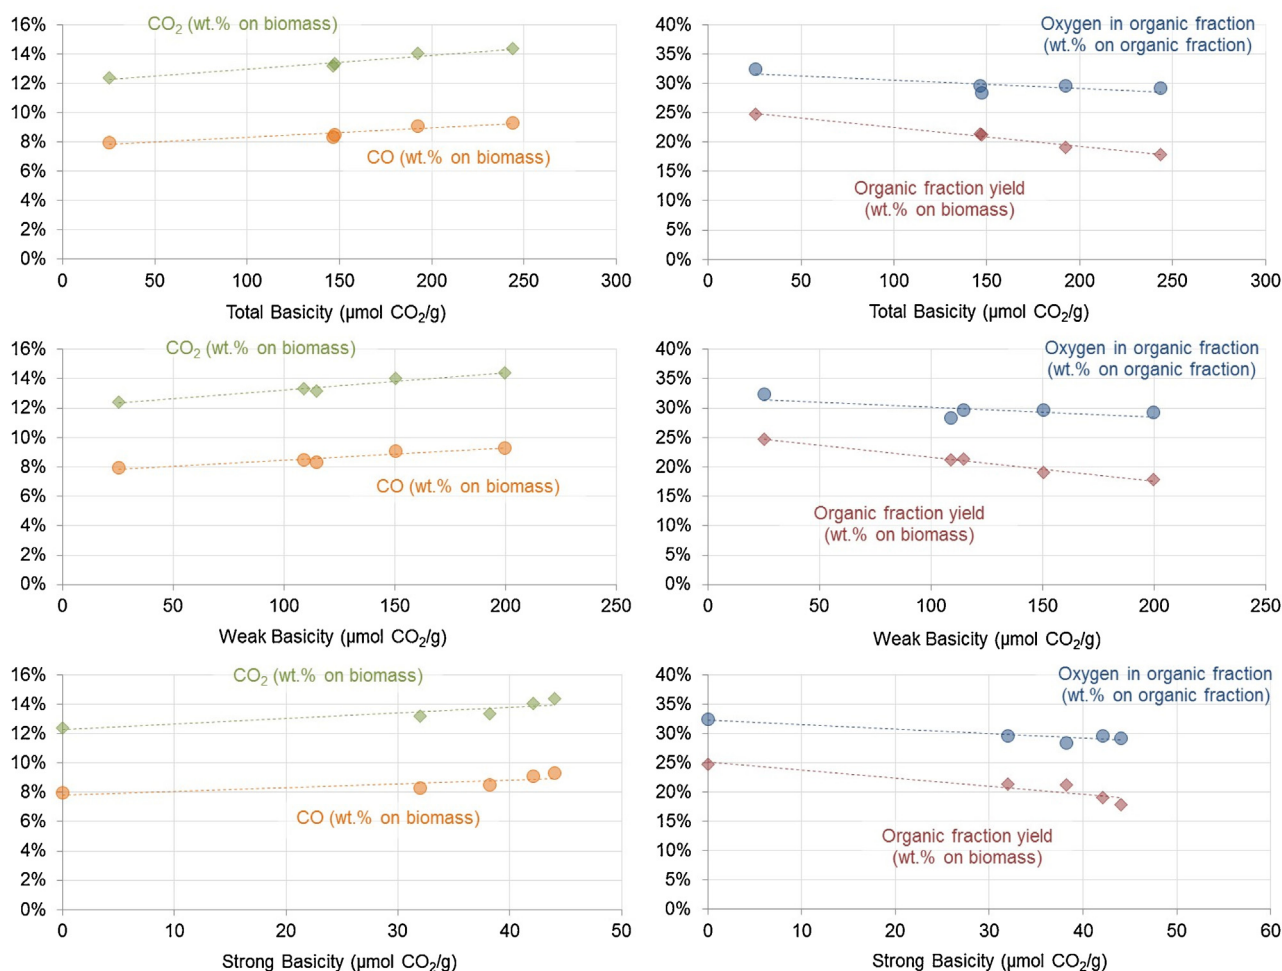 16%
14%
12%
10%
8%
6%
4%
2%
0%
CO₂ (wt.% on biomass)
CO (wt.% on biomass)
0 50 100 150 200 250 300
Total Basicity (µmol CO₂/g)
40%
35%
30%
25%
20%
15%
10%
5%
0%
Oxygen in organic fraction
(wt.% on organic fraction)
Organic fraction yield
(wt.% on biomass)
0 50 100 150 200 250 300
Total Basicity (µmol CO₂/g)
16%
14%
12%
10%
8%
6%
4%
2%
0%
CO₂ (wt.% on biomass)
CO (wt.% on biomass)
0 50 100 150 200 250
Weak Basicity (µmol CO₂/g)
40%
35%
30%
25%
20%
15%
10%
5%
0%
Oxygen in organic fraction
(wt.% on organic fraction)
Organic fraction yield
(wt.% on biomass)
0 50 100 150 200 250
Weak Basicity (µmol CO₂/g)
16%
14%
12%
10%
8%
6%
4%
2%
0%
CO₂ (wt.% on biomass)
CO (wt.% on biomass)
0 10 20 30 40 50
Strong Basicity (µmol CO₂/g)
40%
35%
30%
25%
20%
15%
10%
5%
0%
Oxygen in organic fraction
(wt.% on organic fraction)
Organic fraction yield
(wt.% on biomass)
0 10 20 30 40 50 60
Strong Basicity (µmol CO₂/g)